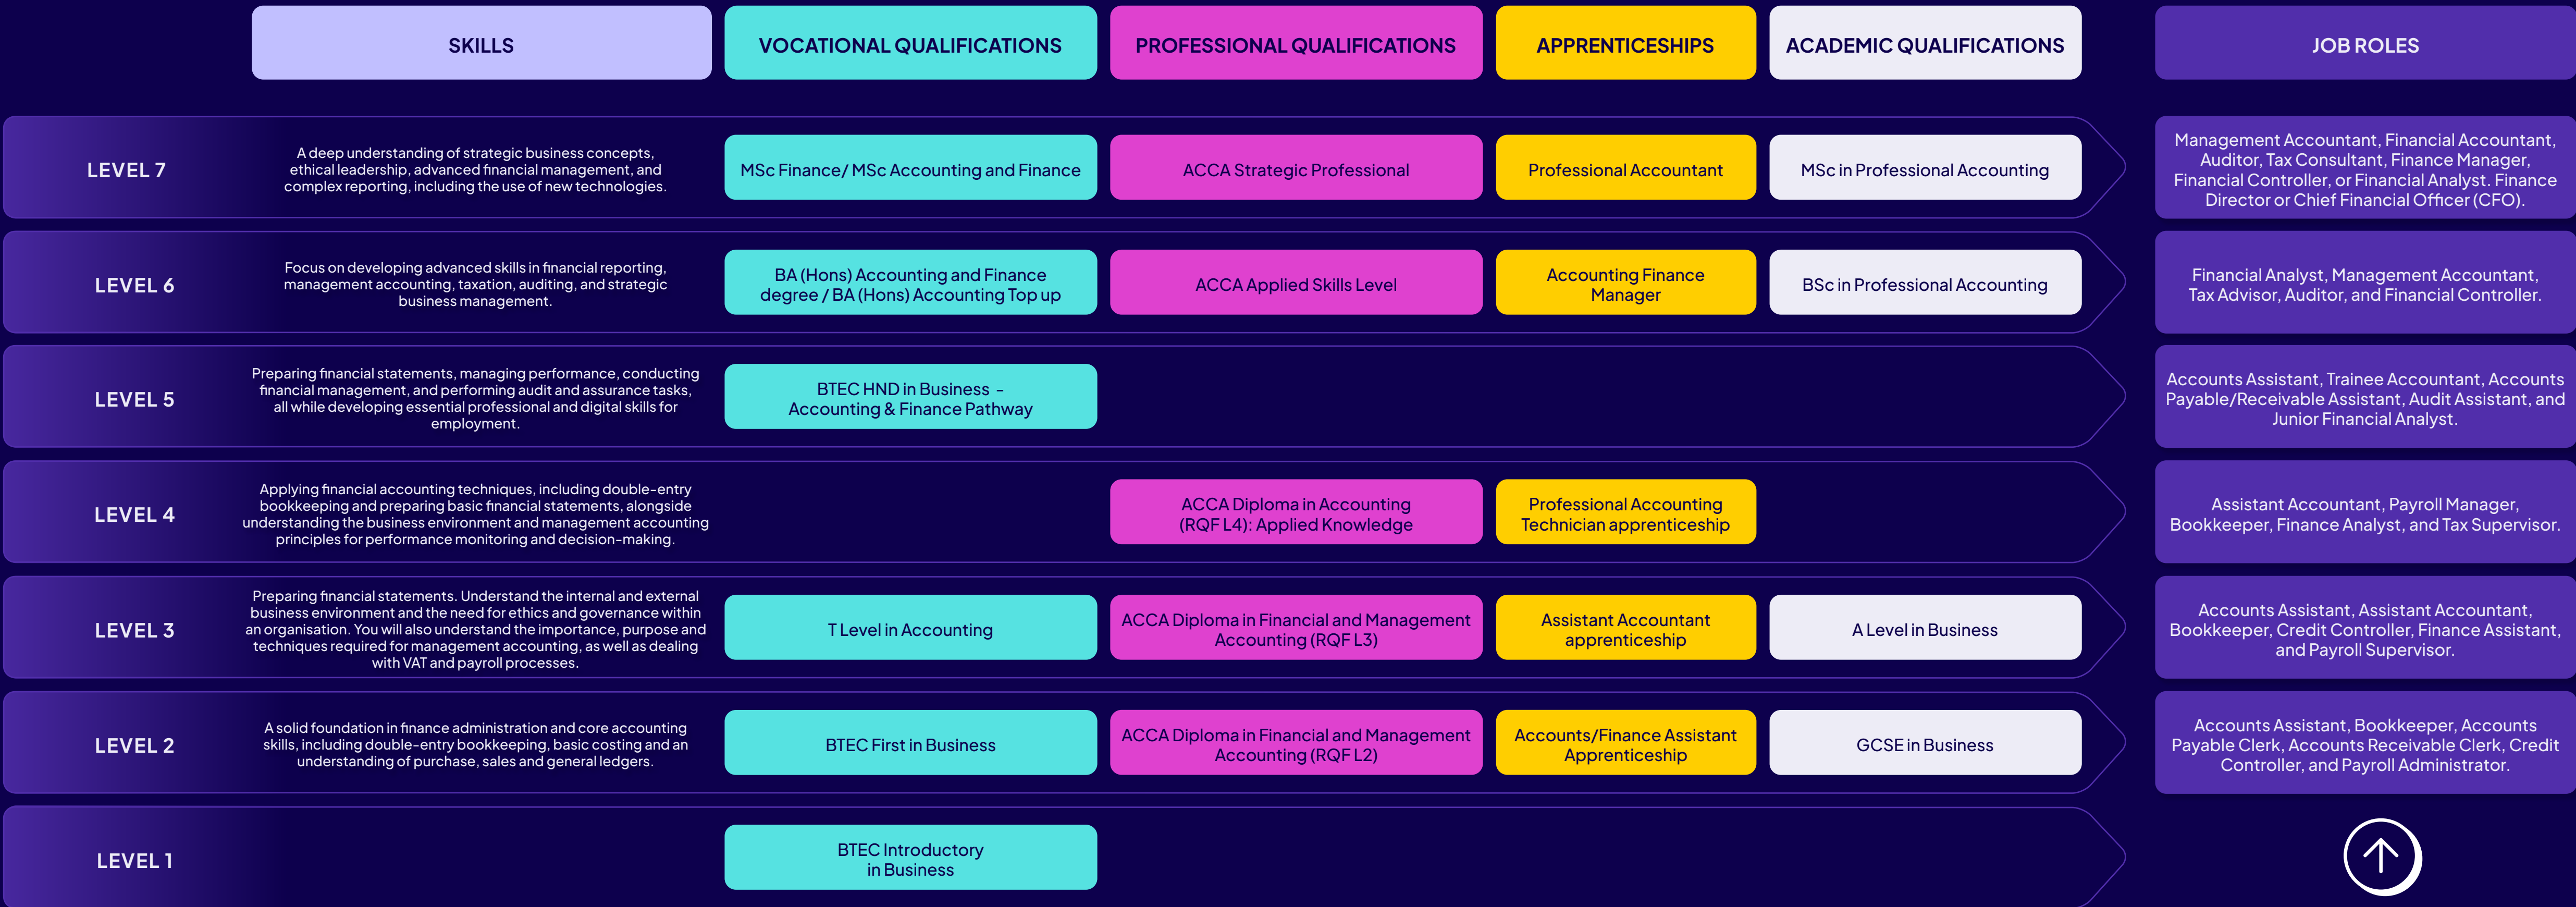 SKILLS
VOCATIONAL QUALIFICATIONS
PROFESSIONAL QUALIFICATIONS
APPRENTICESHIPS
ACADEMIC QUALIFICATIONS
JOB ROLES
LEVEL 7
A deep understanding of strategic business concepts,
ethical leadership, advanced financial management, and
complex reporting, including the use of new technologies.
MSc Finance/ MSc Accounting and Finance
ACCA Strategic Professional
Professional Accountant
MSc in Professional Accounting
Management Accountant, Financial Accountant,
Auditor, Tax Consultant, Finance Manager,
Financial Controller, or Financial Analyst. Finance
Director or Chief Financial Officer (CFO).
LEVEL 6
Focus on developing advanced skills in financial reporting,
management accounting, taxation, auditing, and strategic
business management.
BA (Hons) Accounting and Finance
degree / BA (Hons) Accounting Top up
ACCA Applied Skills Level
Accounting Finance
Manager
BSc in Professional Accounting
Financial Analyst, Management Accountant,
Tax Advisor, Auditor, and Financial Controller.
LEVEL 5
Preparing financial statements, managing performance, conducting
financial management, and performing audit and assurance tasks,
all while developing essential professional and digital skills for
employment.
BTEC HND in Business -
Accounting & Finance Pathway
Accounts Assistant, Trainee Accountant, Accounts
Payable/Receivable Assistant, Audit Assistant, and
Junior Financial Analyst.
LEVEL 4
Applying financial accounting techniques, including double-entry
bookkeeping and preparing basic financial statements, alongside
understanding the business environment and management accounting
principles for performance monitoring and decision-making.
ACCA Diploma in Accounting
(RQF L4): Applied Knowledge
Professional Accounting
Technician apprenticeship
Assistant Accountant, Payroll Manager,
Bookkeeper, Finance Analyst, and Tax Supervisor.
LEVEL 3
Preparing financial statements. Understand the internal and external
business environment and the need for ethics and governance within
an organisation. You will also understand the importance, purpose and
techniques required for management accounting, as well as dealing
with VAT and payroll processes.
T Level in Accounting
ACCA Diploma in Financial and Management
Accounting (RQF L3)
Assistant Accountant
apprenticeship
A Level in Business
Accounts Assistant, Assistant Accountant,
Bookkeeper, Credit Controller, Finance Assistant,
and Payroll Supervisor.
LEVEL 2
A solid foundation in finance administration and core accounting
skills, including double-entry bookkeeping, basic costing and an
understanding of purchase, sales and general ledgers.
BTEC First in Business
ACCA Diploma in Financial and Management
Accounting (RQF L2)
Accounts/Finance Assistant
Apprenticeship
GCSE in Business
Accounts Assistant, Bookkeeper, Accounts
Payable Clerk, Accounts Receivable Clerk, Credit
Controller, and Payroll Administrator.
LEVEL 1
BTEC Introductory
in Business